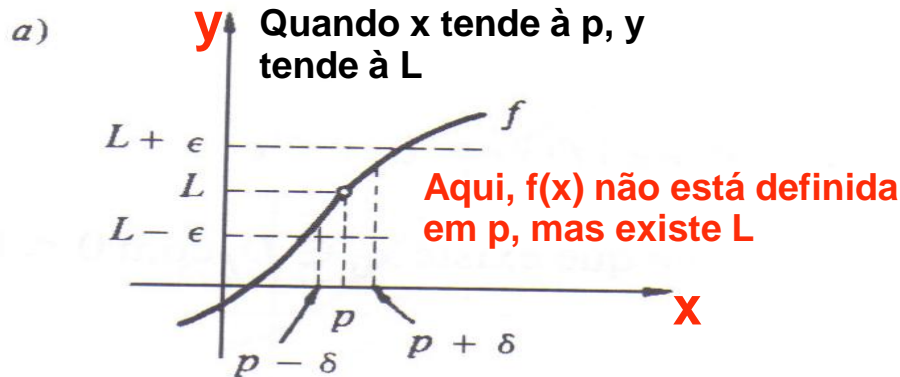 a)
y
Quando x tende à p, y
tende à L
f
L + ϵ
L
Aqui, f(x) não está definida
em p, mas existe L
L − ϵ
x
p
p − δ
p + δ